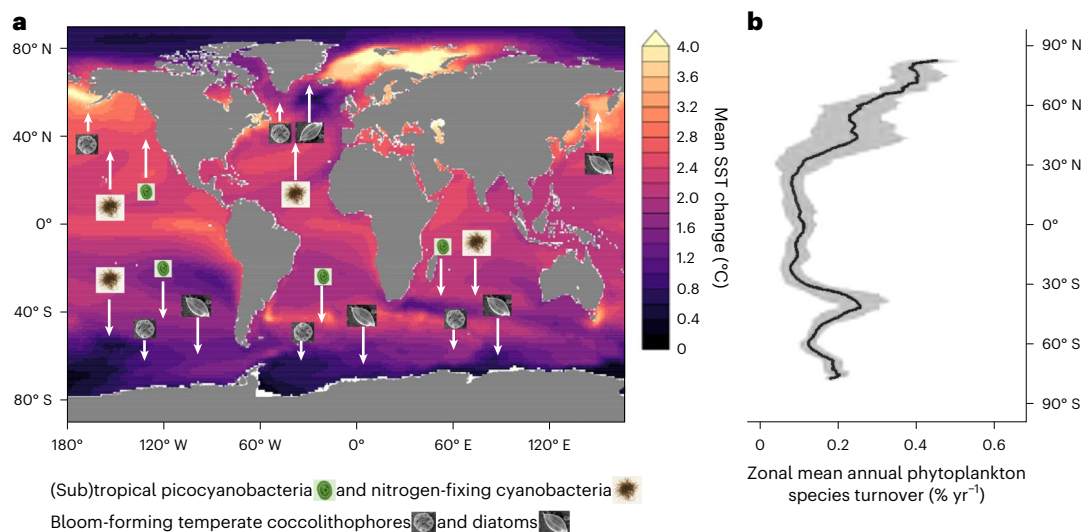 a
b
80° N
40° N
0°
40° S
80° S
180°
120° W
60° W
0°
60° E
120° E
4.0
3.6
3.2
2.8
2.4
2.0
1.6
1.2
0.8
0.4
0
Mean SST change (°C)
90° N
60° N
30° N
0°
30° S
60° S
90° S
0
0.2
0.4
0.6
Zonal mean annual phytoplankton
species turnover (% yr⁻¹)
(Sub)tropical picocyanobacteria and nitrogen-fixing cyanobacteria
Bloom-forming temperate coccolithophores and diatoms